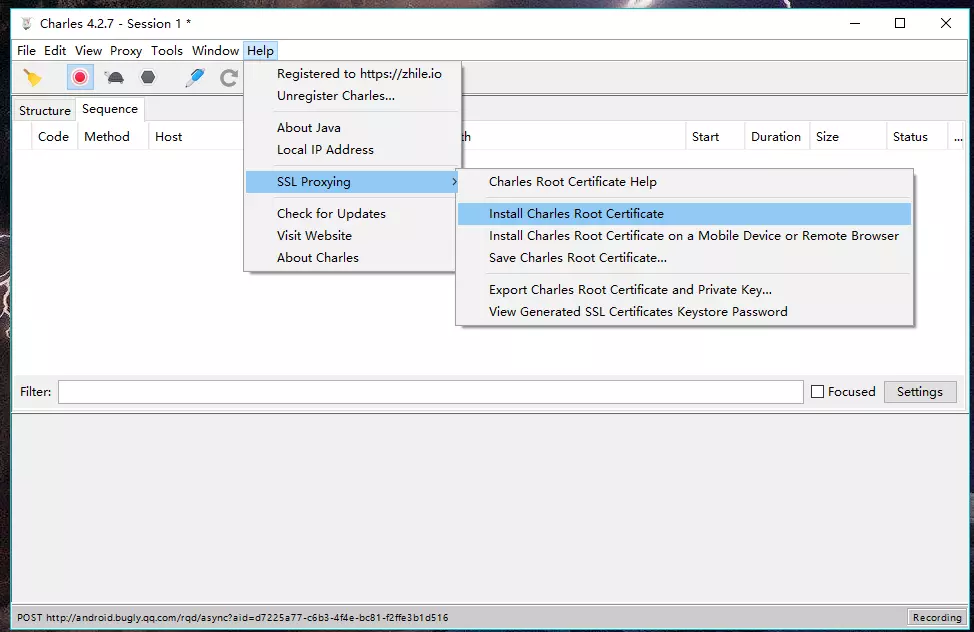 Charles 4.2.7 - Session 1 *
File Edit View Proxy Tools Window Help
Registered to https://zhile.io
Unregister Charles...
About Java
Local IP Address
SSL Proxying
Check for Updates
Visit Website
About Charles
Structure Sequence
Code Method Host th Start Duration Size Status ...
Charles Root Certificate Help
Install Charles Root Certificate
Install Charles Root Certificate on a Mobile Device or Remote Browser
Save Charles Root Certificate...
Export Charles Root Certificate and Private Key...
View Generated SSL Certificates Keystore Password
Filter: Focused Settings
POST http://android.bugly.qq.com/rqd/async?aid=d7225a77-c6b3-4f4e-bc81-f2ffe3b1d516 Recording